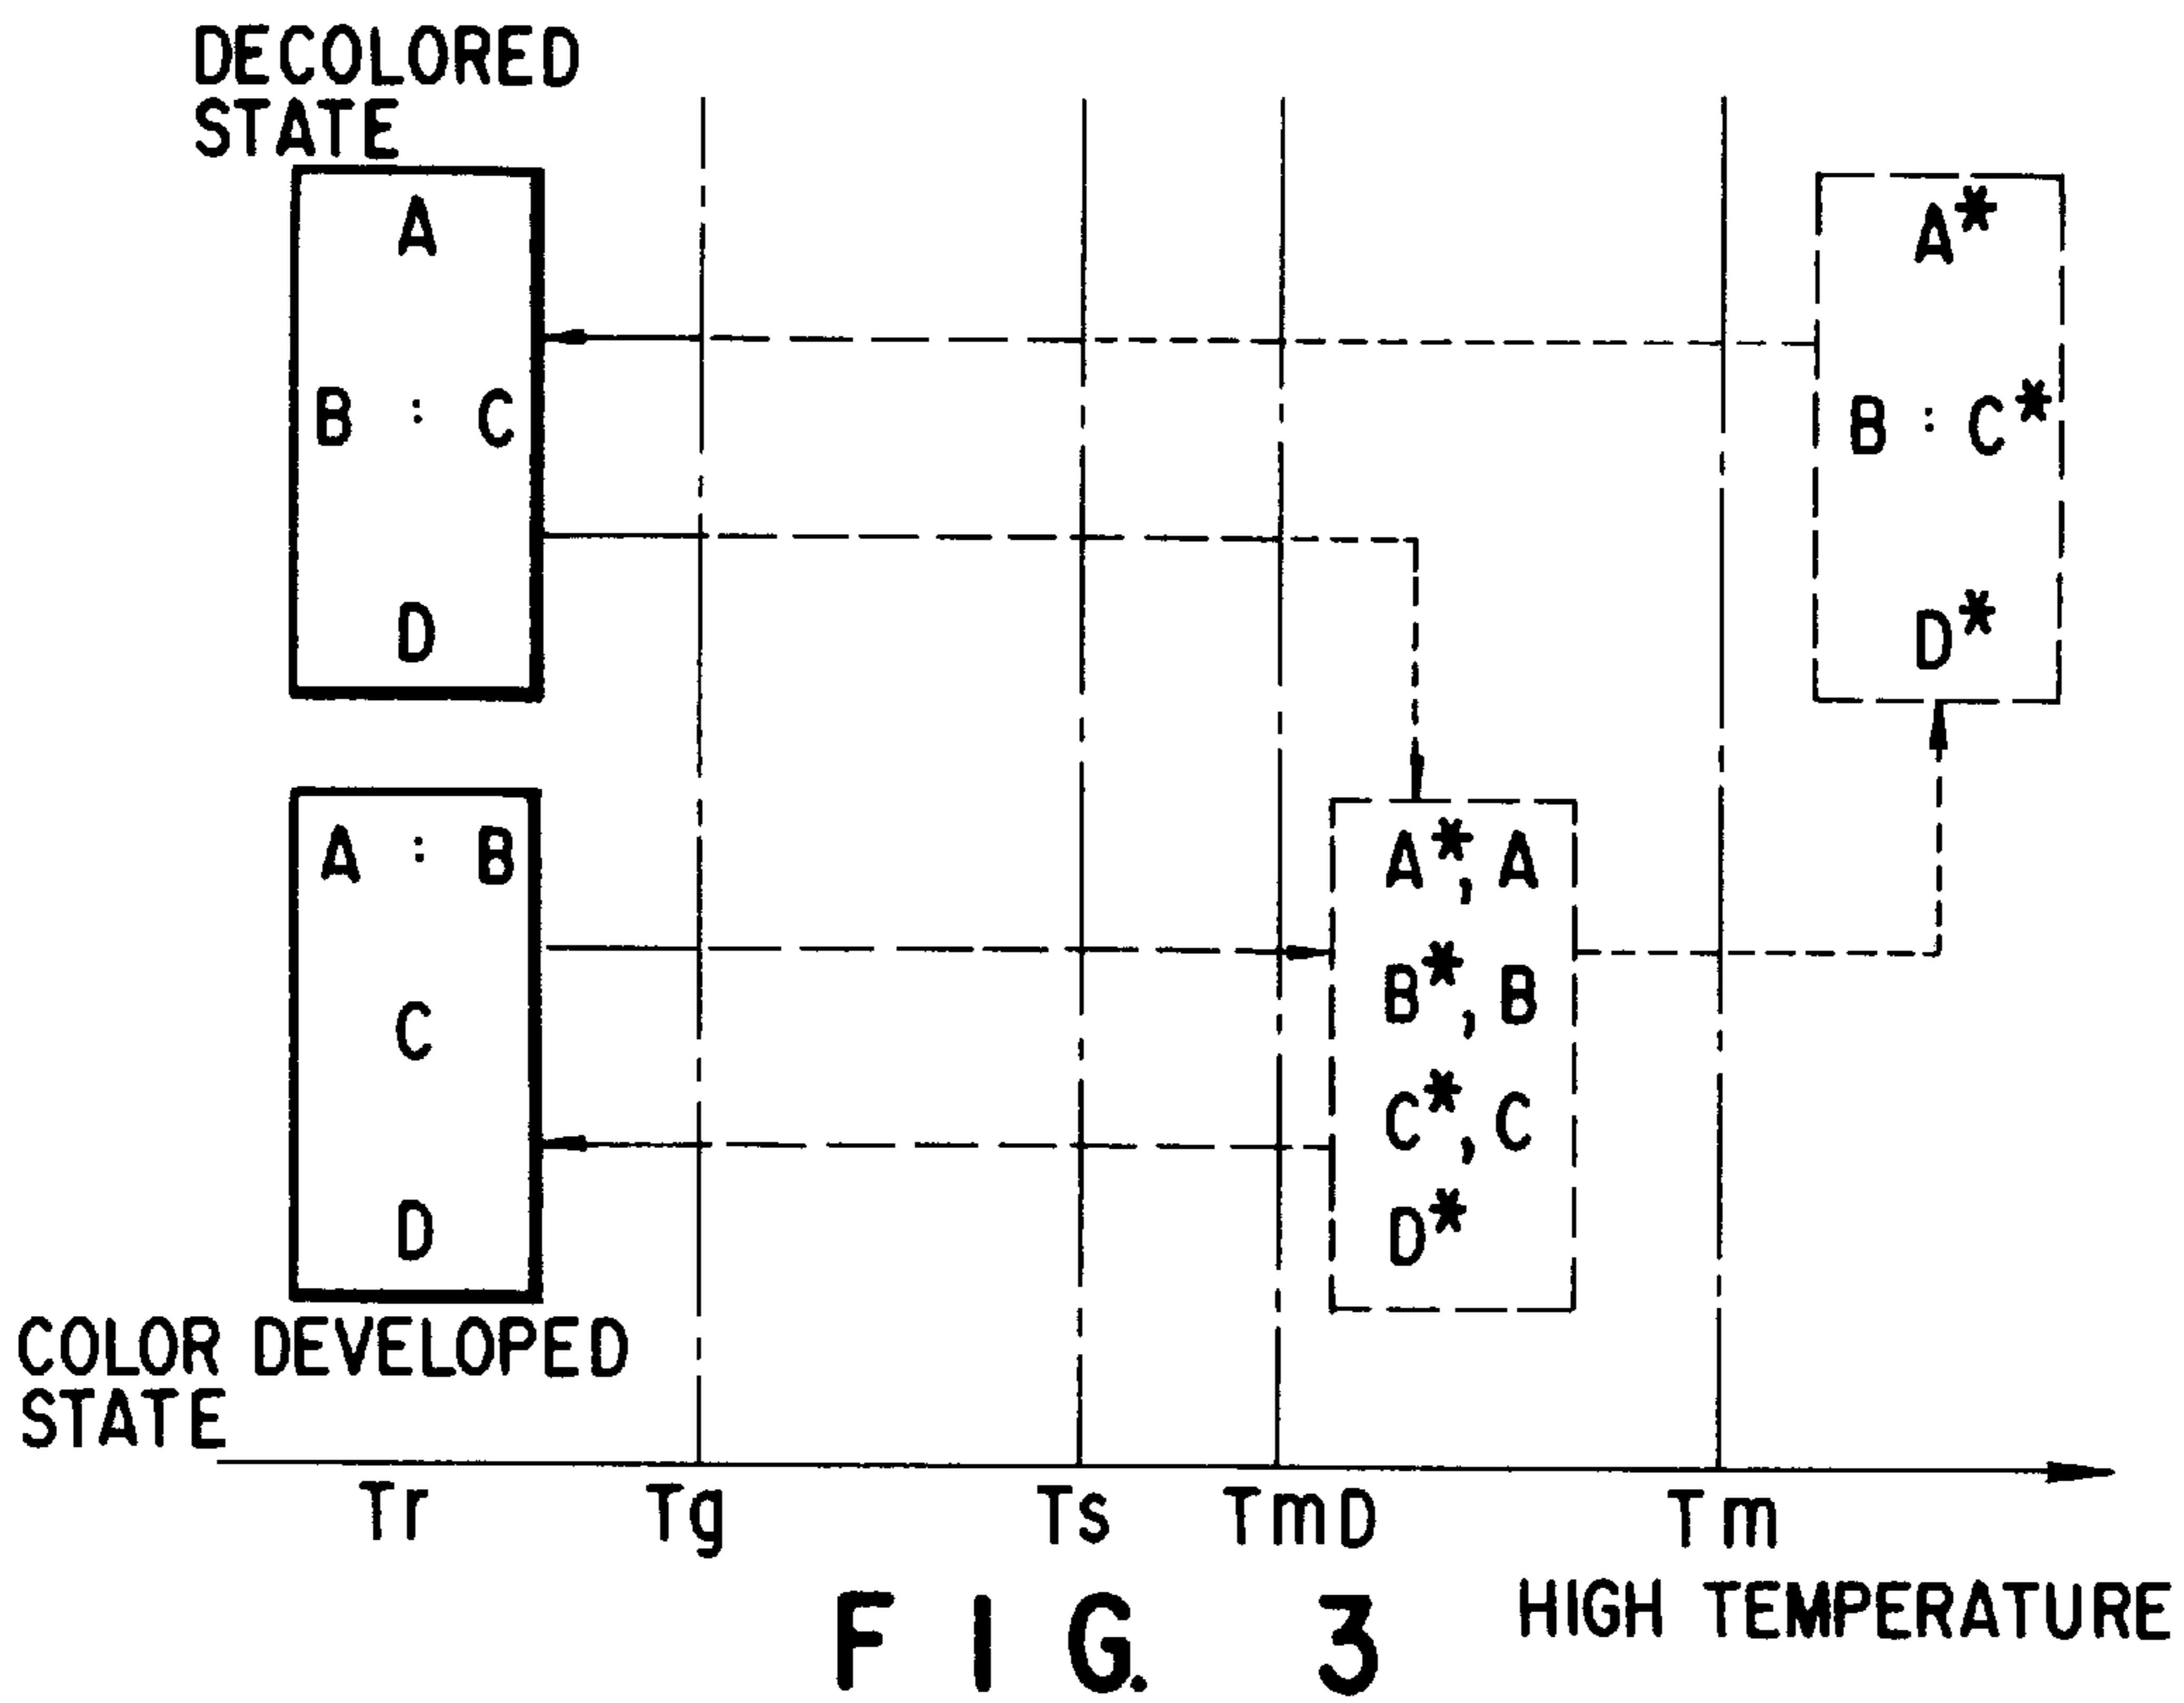 DECOLORED
STATE
A
B : C
D
A*
B : C*
D*
A : B
C
D
A*, A
B*, B
C*, C
D*
COLOR DEVELOPED
STATE
Tr Tg Ts TmD Tm
HIGH TEMPERATURE
FIG. 3